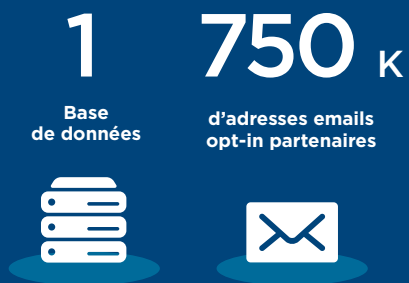 1
Base
de données
750 K
d'adresses emails
opt-in partenaires